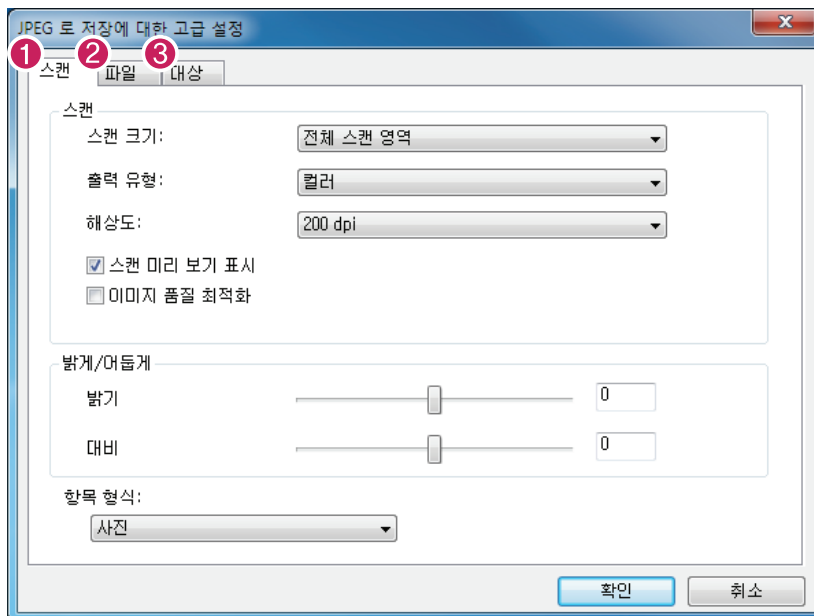 JPEG 로 저장에 대한 고급 설정
1 2 3
스캔 파일 대상
스캔
스캔 크기: 전체 스캔 영역
출력 유형: 컬러
해상도: 200 dpi
스캔 미리 보기 표시
이미지 품질 최적화
밝게/어둡게
밝기 0
대비 0
항목 형식:
사진
확인 취소